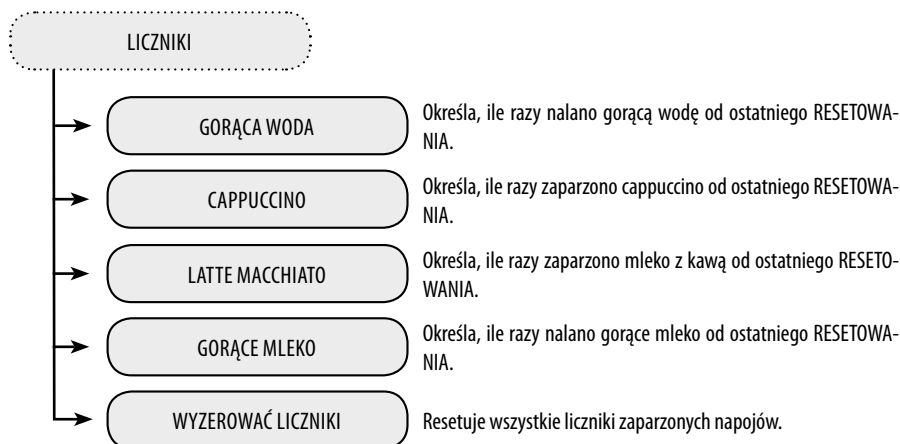 LICZNIKI
GORĄCA WODA
Określa, ile razy nalano gorącą wodę od ostatniego RESETOWA-
NIA.
CAPPUCCINO
Określa, ile razy zaparzono cappuccino od ostatniego RESETOWA-
NIA.
LATTE MACCHIATO
Określa, ile razy zaparzono mleko z kawą od ostatniego RESETO-
WANIA.
GORĄCE MLEKO
Określa, ile razy nalano gorące mleko od ostatniego RESETOWA-
NIA.
WYZEROWAĆ LICZNIKI
Resetuje wszystkie liczniki zaparzonych napojów.